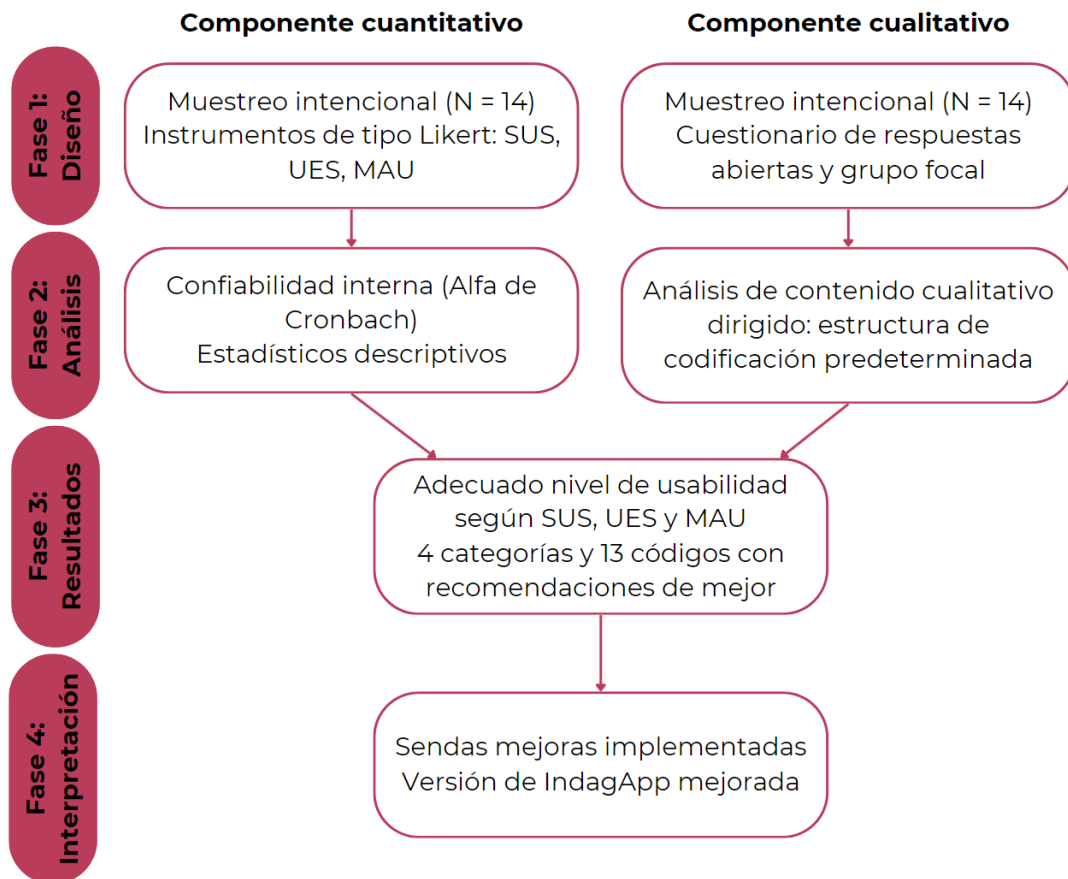 Componente cuantitativo
Componente cualitativo
Fase 1:
Diseño
Muestreo intencional (N = 14)
Instrumentos de tipo Likert: SUS,
UES, MAU
Muestreo intencional (N = 14)
Cuestionario de respuestas
abiertas y grupo focal
Fase 2:
Análisis
Confiabilidad interna (Alfa de
Cronbach)
Estadísticos descriptivos
Análisis de contenido cualitativo
dirigido: estructura de
codificación predeterminada
Fase 3:
Resultados
Adecuado nivel de usabilidad
según SUS, UES y MAU
4 categorías y 13 códigos con
recomendaciones de mejor
Fase 4:
Interpretación
Sendas mejoras implementadas
Versión de IndagApp mejorada